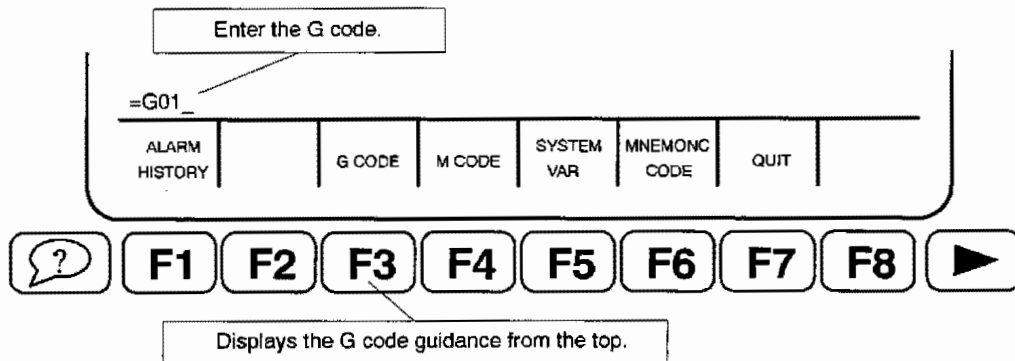 Enter the G code.
=G01_
ALARM
HISTORY
G CODE
M CODE
SYSTEM
VAR
MNEMONC
CODE
QUIT
?
F1
F2
F3
F4
F5
F6
F7
F8
Displays the G code guidance from the top.